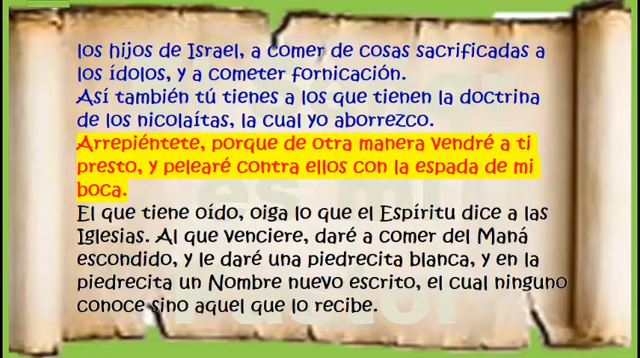 los hijos de Israel, a comer de cosas sacrificadas a
los ídolos, y a cometer fornicación.
Así también tú tienes a los que tienen la doctrina
de los nicolaítas, la cual yo aborrezco.
Arrepiéntete, porque de otra manera vendré a ti
presto, y pelearé contra ellos con la espada de mi
boca.
El que tiene oído, oiga lo que el Espíritu dice a las
Iglesias. Al que venciere, daré a comer del Maná
escondido, y le daré una piedrecita blanca, y en la
piedrecita un Nombre nuevo escrito, el cual ninguno
conoce sino aquel que lo recibe.